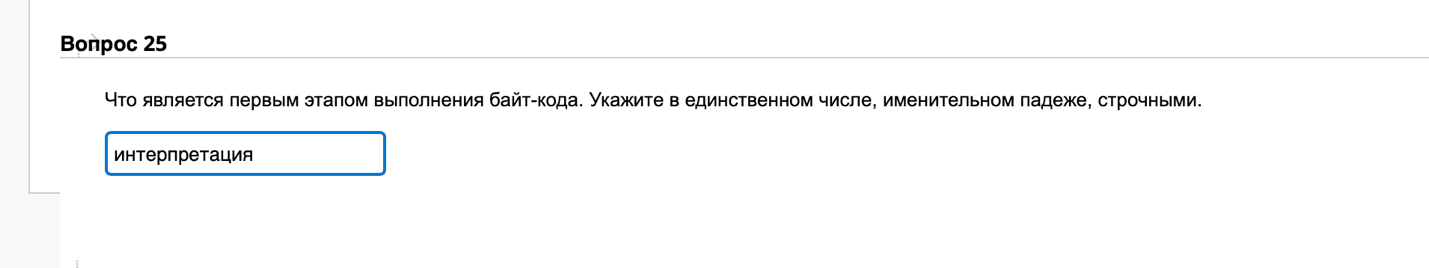 Вопрос 25
Что является первым этапом выполнения байт-кода. Укажите в единственном числе, именительном падеже, строчными.
интерпретация